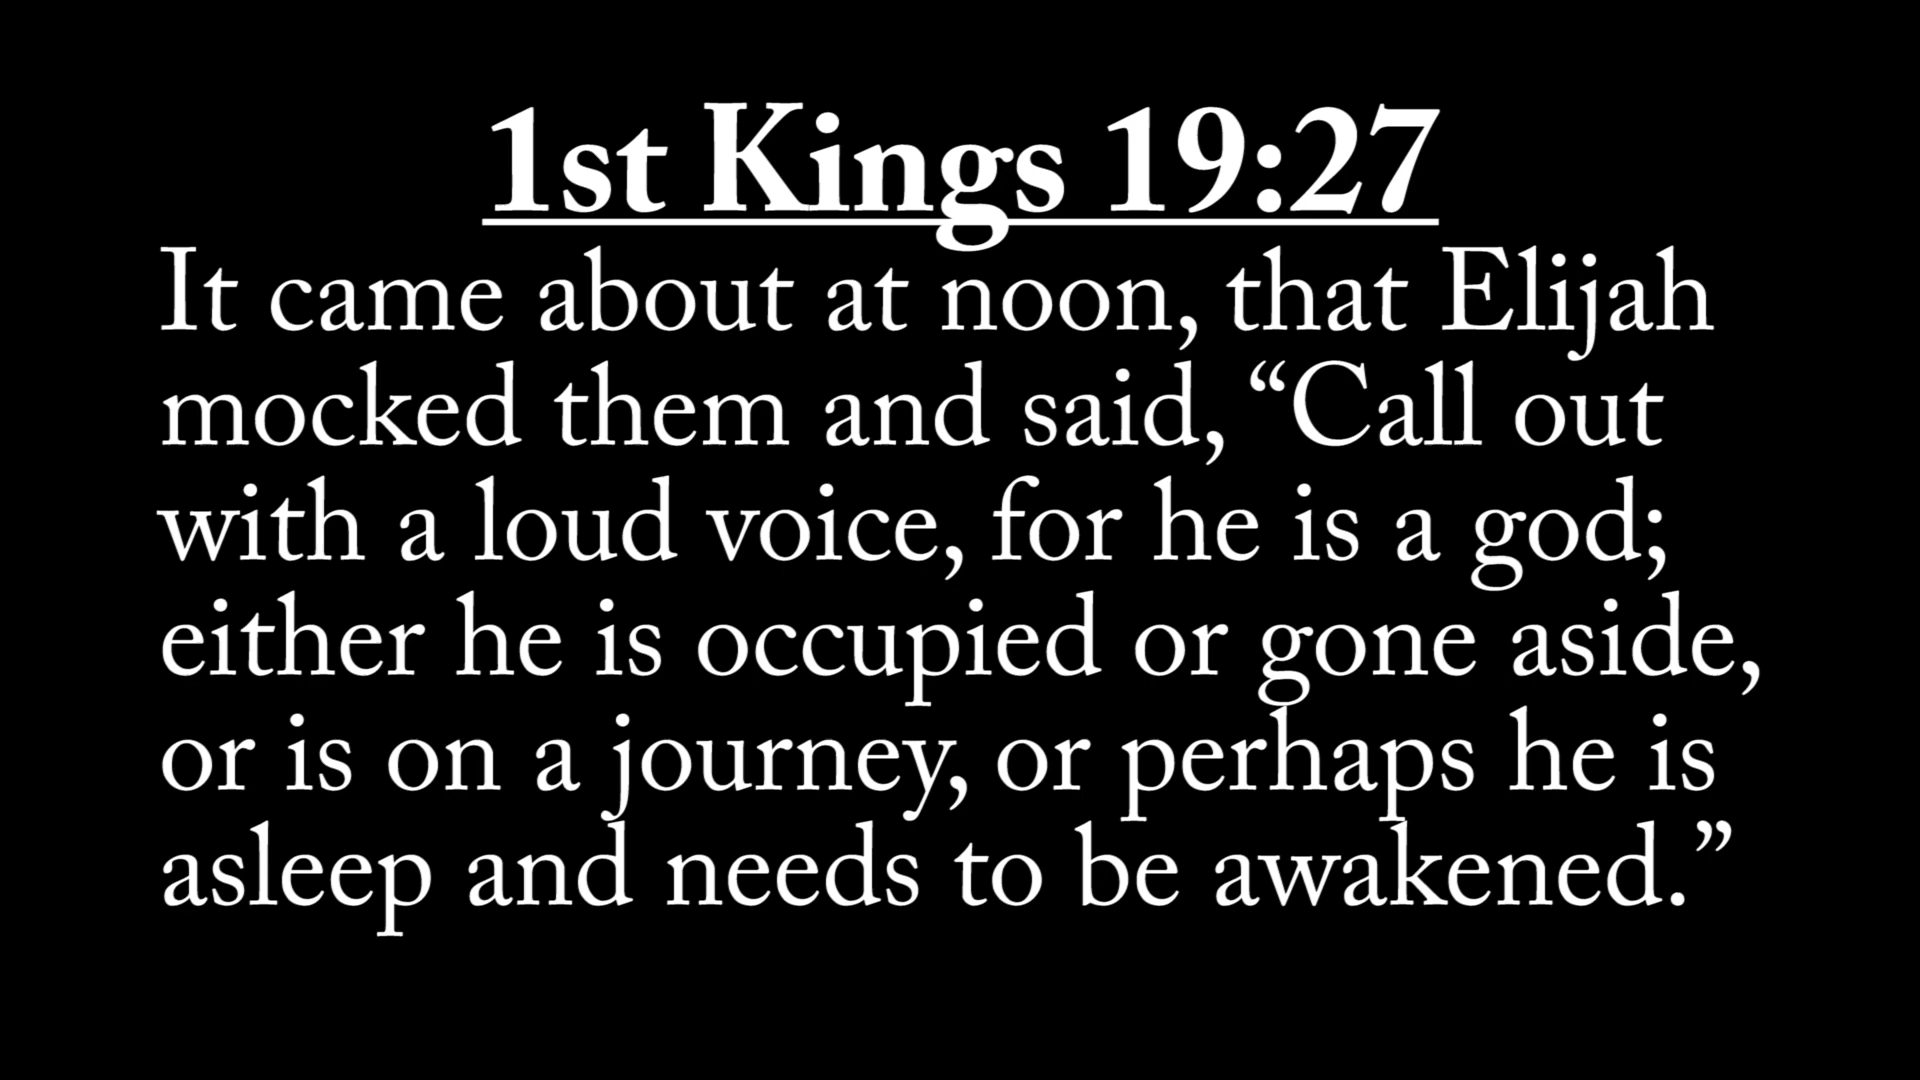 1st Kings 19:27
It came about at noon, that Elijah
mocked them and said, “Call out
with a loud voice, for he is a god;
either he is occupied or gone aside,
or is on a journey, or perhaps he is
asleep and needs to be awakened.”